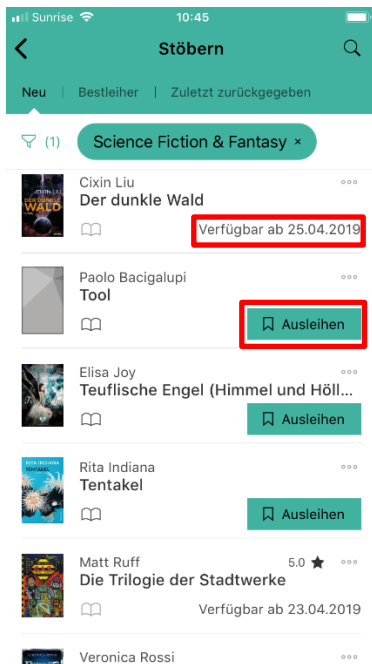 Sunrise 10:45
Stöbern
Neu | Bestleiher | Zuletzt zurückgegeben
(1) Science Fiction & Fantasy ×
CIXIN LIU
DER DUNKLE
WALD
Cixin Liu
Der dunkle Wald
Verfügbar ab 25.04.2019
Paolo Bacigalupi
Tool
Ausleihen
Elisa Joy
Teuflische Engel (Himmel und Höll...
Ausleihen
RITA INDIANA
TENTAKEL
Rita Indiana
Tentakel
Ausleihen
Matt Ruff 5.0 ★
Die Trilogie der Stadtwerke
Verfügbar ab 23.04.2019
Veronica Rossi